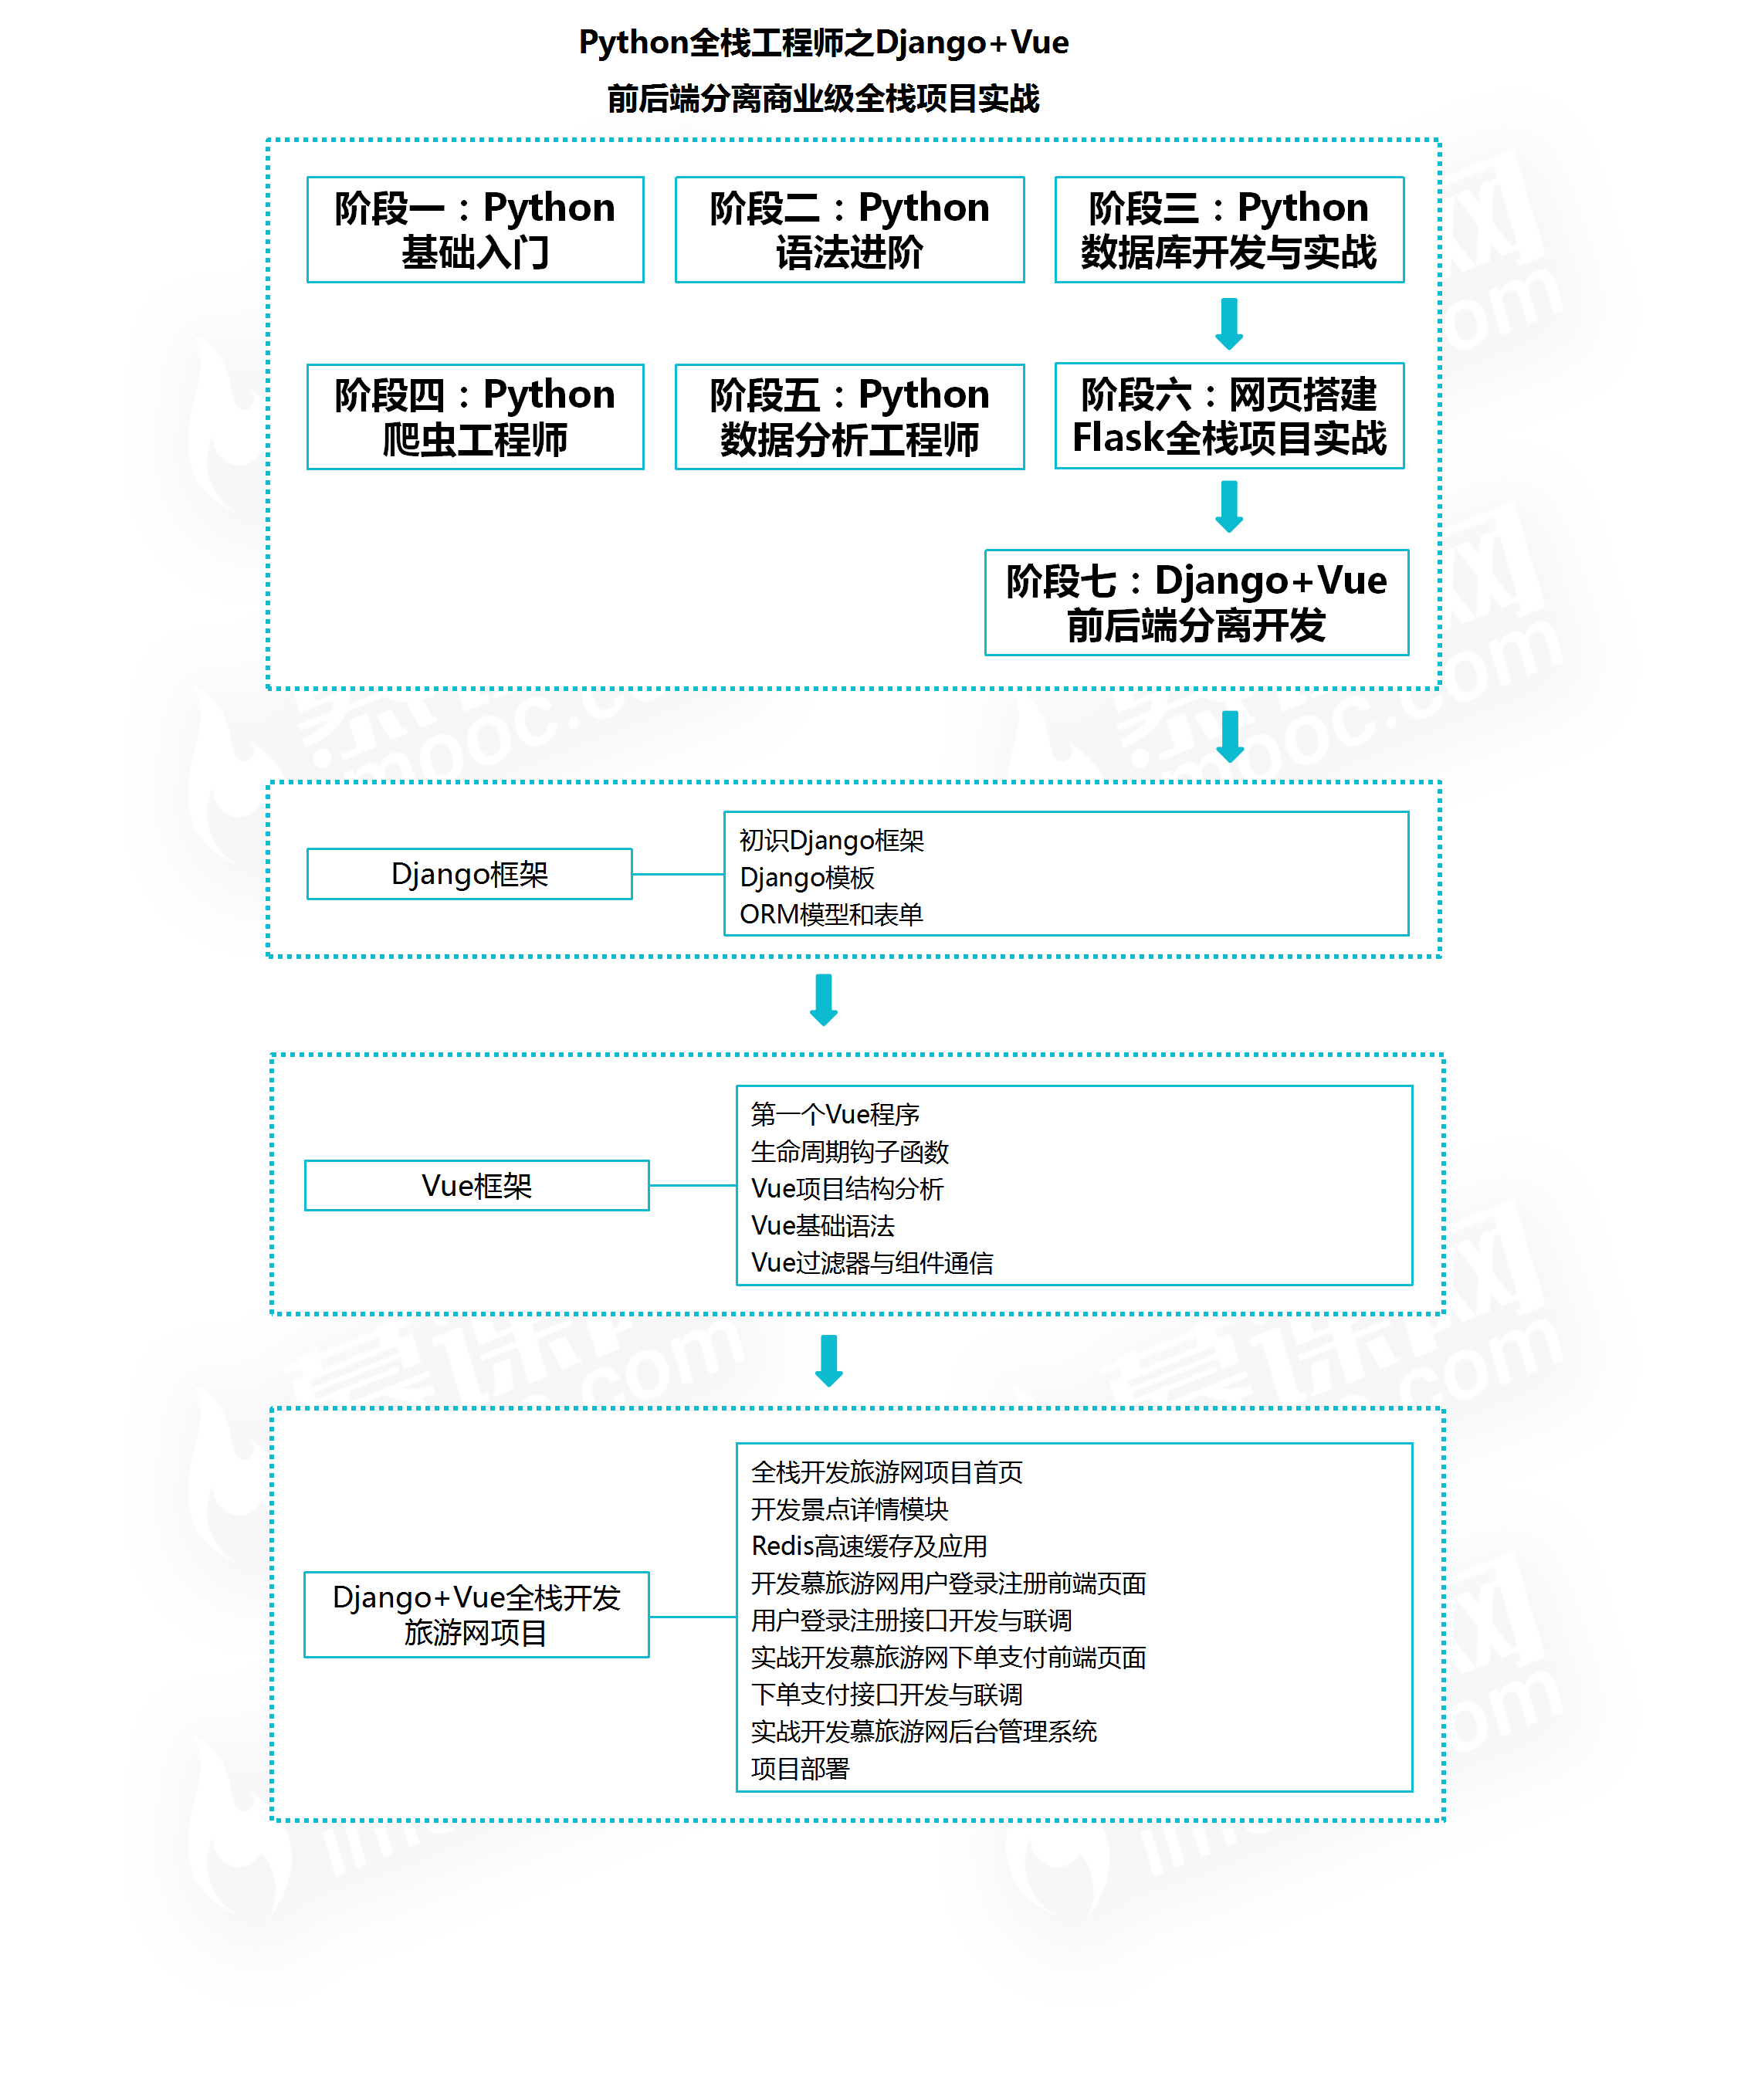 Python全栈工程师之Django+Vue
前后端分离商业级全栈项目实战
阶段一：Python
基础入门
阶段二：Python
语法进阶
阶段三：Python
数据库开发与实战
阶段四：Python
爬虫工程师
阶段五：Python
数据分析工程师
阶段六：网页搭建
Flask全栈项目实战
阶段七：Django+Vue
前后端分离开发
Django框架
初识Django框架
Django模板
ORM模型和表单
Vue框架
第一个Vue程序
生命周期钩子函数
Vue项目结构分析
Vue基础语法
Vue过滤器与组件通信
Django+Vue全栈开发
旅游网项目
全栈开发旅游网项目首页
开发景点详情模块
Redis高速缓存及应用
开发慕旅游网用户登录注册前端页面
用户登录注册接口开发与联调
实战开发慕旅游网下单支付前端页面
下单支付接口开发与联调
实战开发慕旅游网后台管理系统
项目部署